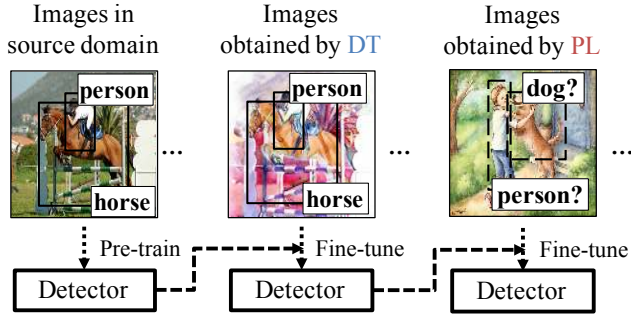 Images in
source domain
Images
obtained by DT
Images
obtained by PL
person
horse
...
person
horse
...
dog?
person?
...
Pre-train
Fine-tune
Fine-tune
Detector
Detector
Detector